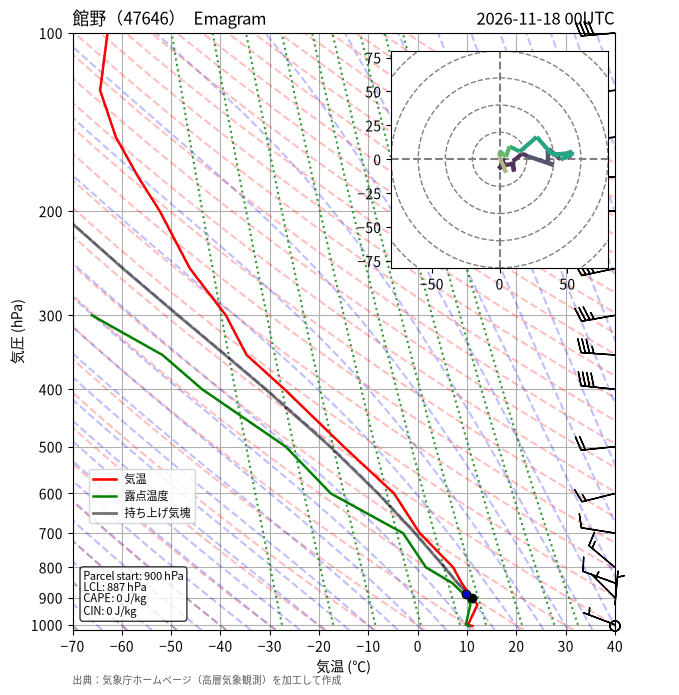 館野（47646） Emagram
2026-11-18 00UTC
100
200
300
400
500
600
700
800
900
1000
気圧 (hPa)
75
50
25
0
−25
−50
−75
−50
0
50
気温
露点温度
持ち上げ気塊
Parcel start: 900 hPa
LCL: 887 hPa
CAPE: 0 J/kg
CIN: 0 J/kg
−70
−60
−50
−40
−30
−20
−10
0
10
20
30
40
気温 (°C)
出典：気象庁ホームページ（高層気象観測）を加工して作成